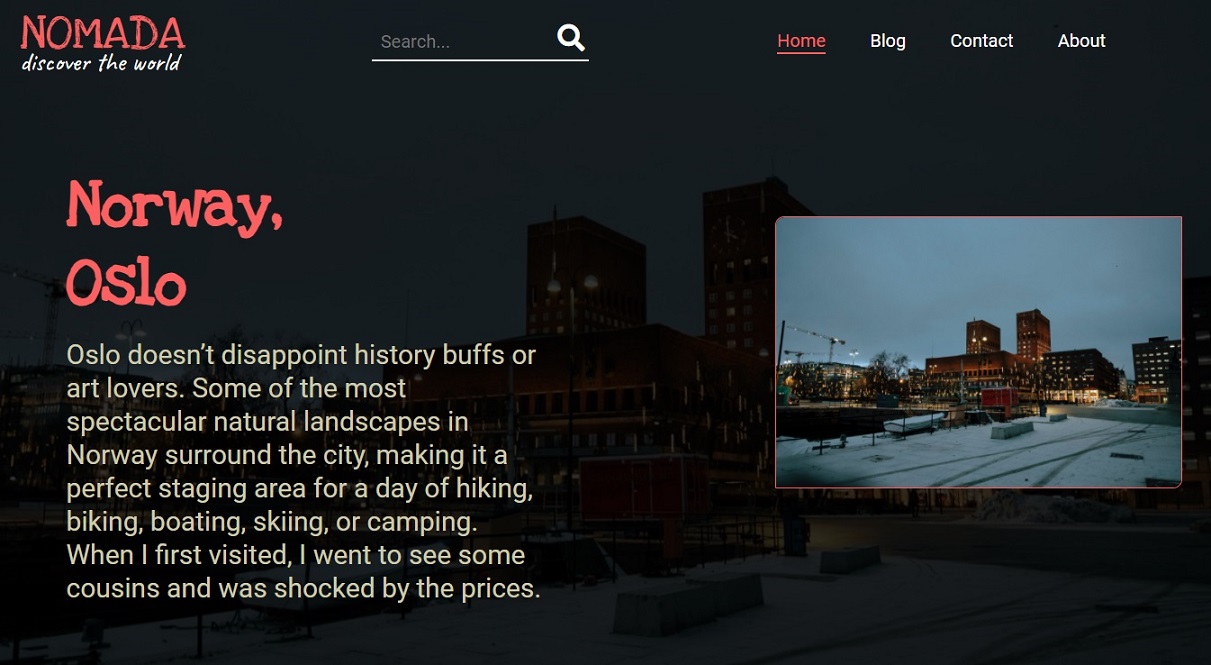 NOMADA
discover the world
Search...
Home Blog Contact About
Norway,
Oslo
Oslo doesn’t disappoint history buffs or
art lovers. Some of the most
spectacular natural landscapes in
Norway surround the city, making it a
perfect staging area for a day of hiking,
biking, boating, skiing, or camping.
When I first visited, I went to see some
cousins and was shocked by the prices.